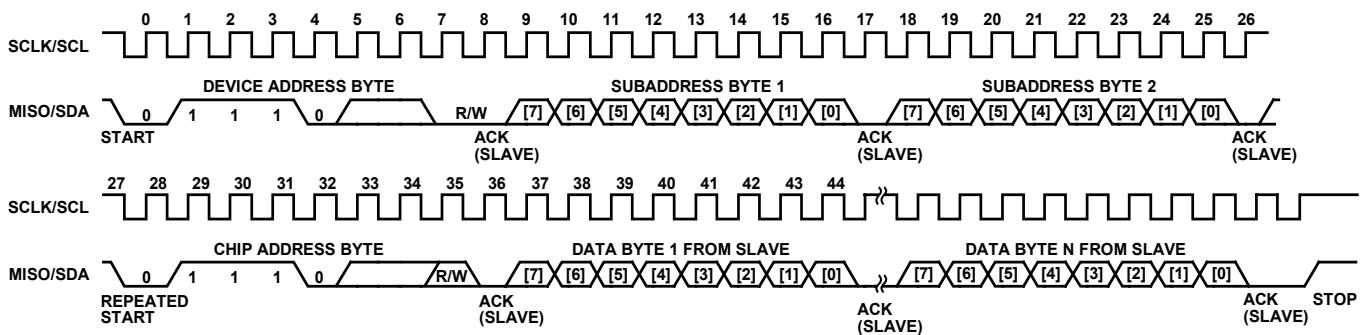 0 1 2 3 4 5 6 7 8 9 10 11 12 13 14 15 16 17 18 19 20 21 22 23 24 25 26
SCLK/SCL
DEVICE ADDRESS BYTE SUBADDRESS BYTE 1 SUBADDRESS BYTE 2
MISO/SDA 0 1 1 1 0 R/W [7] [6] [5] [4] [3] [2] [1] [0] [7] [6] [5] [4] [3] [2] [1] [0]
START ACK ACK ACK
(SLAVE) (SLAVE) (SLAVE)
27 28 29 30 31 32 33 34 35 36 37 38 39 40 41 42 43 44
SCLK/SCL
CHIP ADDRESS BYTE DATA BYTE 1 FROM SLAVE DATA BYTE N FROM SLAVE
MISO/SDA 0 1 1 1 0 R/W [7] [6] [5] [4] [3] [2] [1] [0] [7] [6] [5] [4] [3] [2] [1] [0]
REPEATED ACK ACK ACK STOP
START (SLAVE) (SLAVE) (SLAVE)